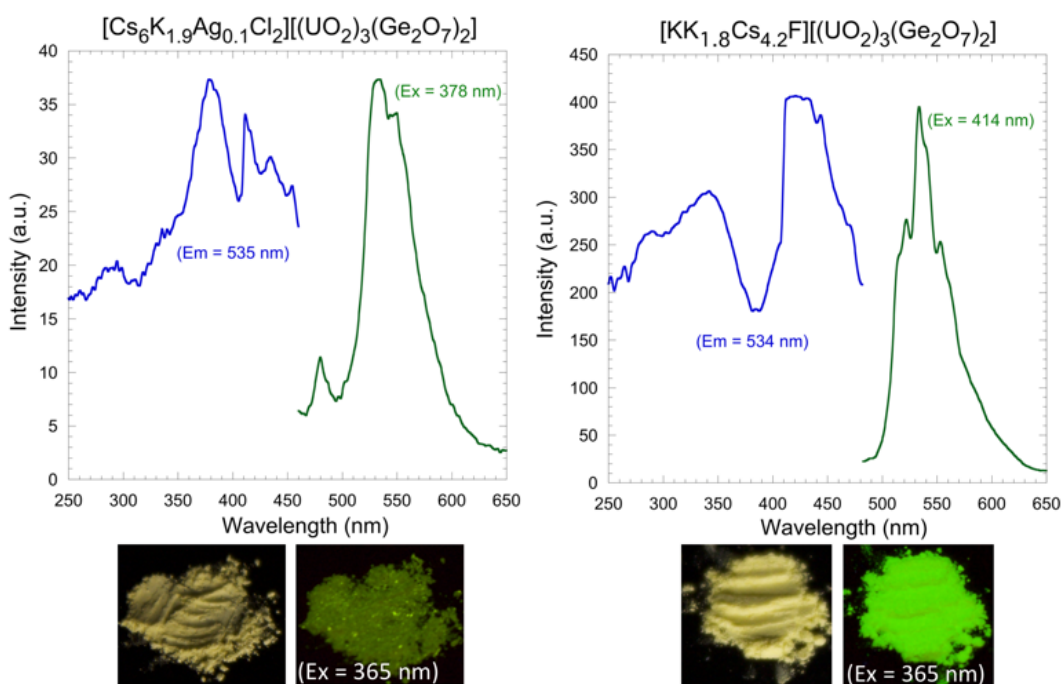 [Cs6K1.9Ag0.1Cl2][(UO2)3(Ge2O7)2]
40
35
30
25
20
15
10
5
0
Intensity (a.u.)
(Ex = 378 nm)
(Em = 535 nm)
250 300 350 400 450 500 550 600 650
Wavelength (nm)
(Ex = 365 nm)
[KK1.8Cs4.2F][(UO2)3(Ge2O7)2]
450
400
350
300
250
200
150
100
50
0
Intensity (a.u.)
(Ex = 414 nm)
(Em = 534 nm)
250 300 350 400 450 500 550 600 650
Wavelength (nm)
(Ex = 365 nm)